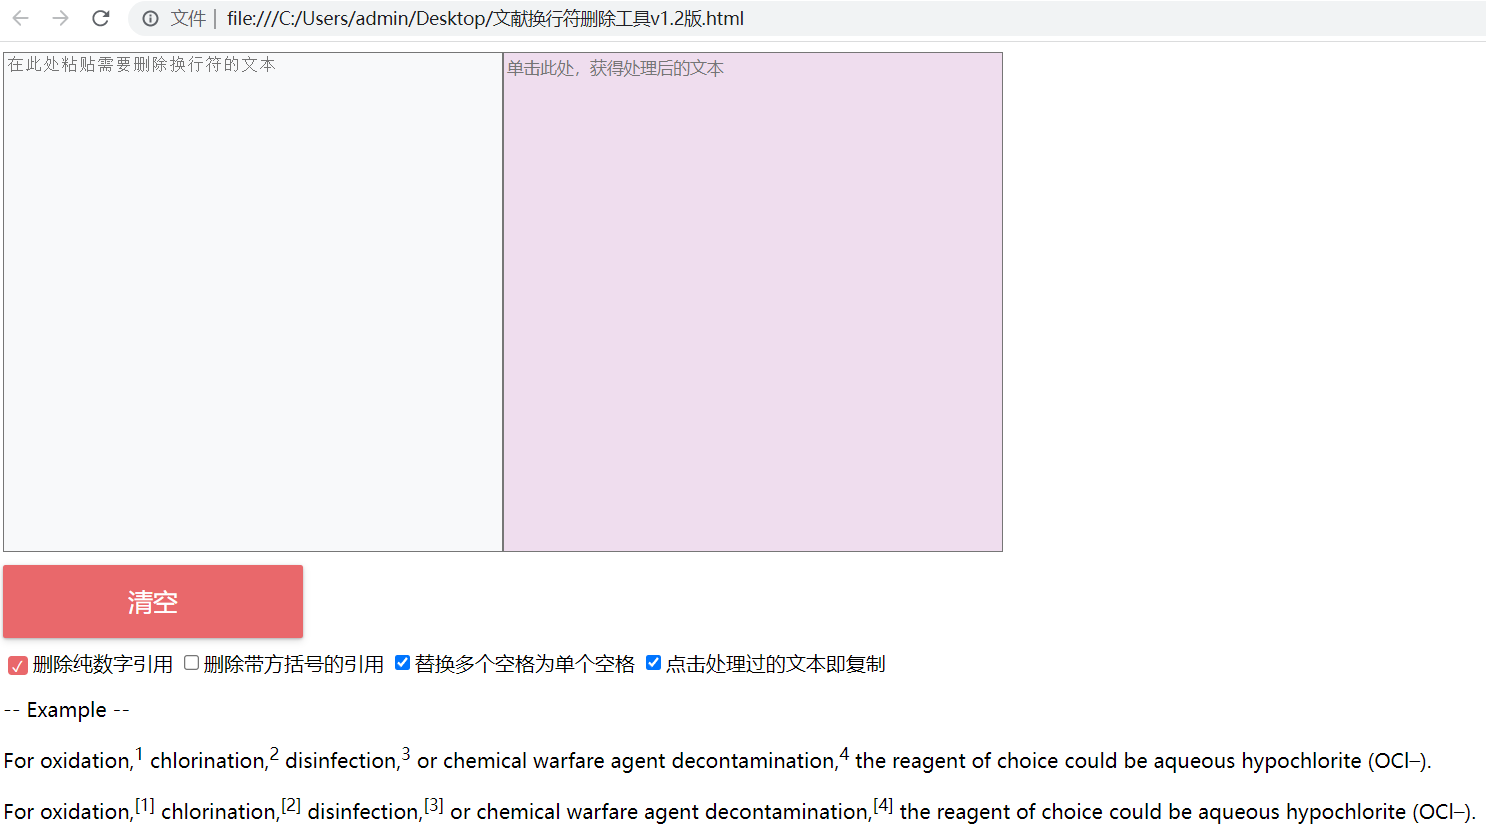 文件 | file:///C:/Users/admin/Desktop/文献换行符删除工具v1.2版.html
在此处粘贴需要删除换行符的文本
单击此处，获得处理后的文本
清空
删除纯数字引用 删除带方括号的引用 替换多个空格为单个空格 点击处理过的文本即复制
-- Example --
For oxidation,1 chlorination,2 disinfection,3 or chemical warfare agent decontamination,4 the reagent of choice could be aqueous hypochlorite (OCl–).
For oxidation,[1] chlorination,[2] disinfection,[3] or chemical warfare agent decontamination,[4] the reagent of choice could be aqueous hypochlorite (OCl–).